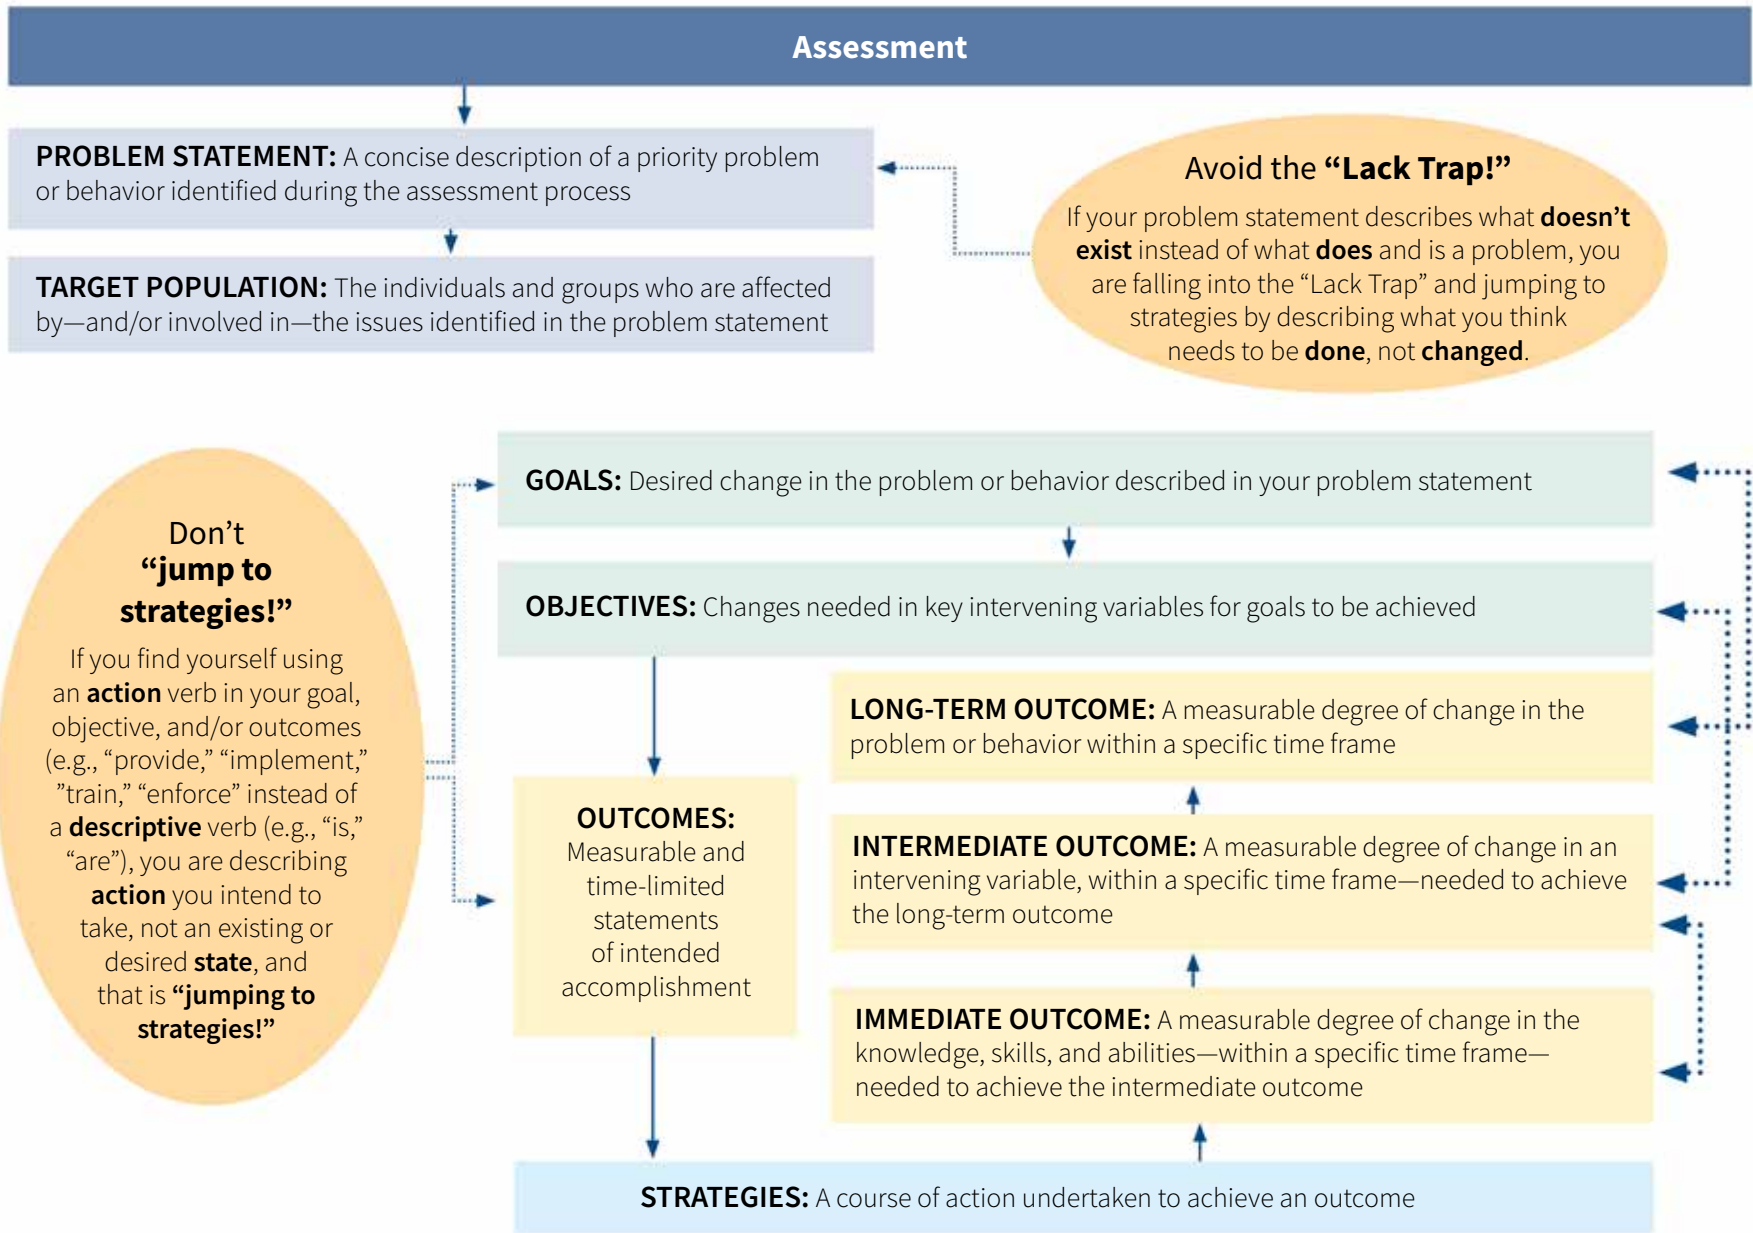 Assessment
PROBLEM STATEMENT: A concise description of a priority problem
or behavior identified during the assessment process
TARGET POPULATION: The individuals and groups who are affected
by—and/or involved in—the issues identified in the problem statement
Avoid the “Lack Trap!”
If your problem statement describes what doesn’t
exist instead of what does and is a problem, you
are falling into the “Lack Trap” and jumping to
strategies by describing what you think
needs to be done, not changed.
Don’t
“jump to
strategies!”
If you find yourself using
an action verb in your goal,
objective, and/or outcomes
(e.g., “provide,” “implement,”
”train,” “enforce” instead of
a descriptive verb (e.g., “is,”
“are”), you are describing
action you intend to
take, not an existing or
desired state, and
that is “jumping to
strategies!”
GOALS: Desired change in the problem or behavior described in your problem statement
OBJECTIVES: Changes needed in key intervening variables for goals to be achieved
OUTCOMES:
Measurable and
time-limited
statements
of intended
accomplishment
LONG-TERM OUTCOME: A measurable degree of change in the
problem or behavior within a specific time frame
INTERMEDIATE OUTCOME: A measurable degree of change in an
intervening variable, within a specific time frame—needed to achieve
the long-term outcome
IMMEDIATE OUTCOME: A measurable degree of change in the
knowledge, skills, and abilities—within a specific time frame—
needed to achieve the intermediate outcome
STRATEGIES: A course of action undertaken to achieve an outcome